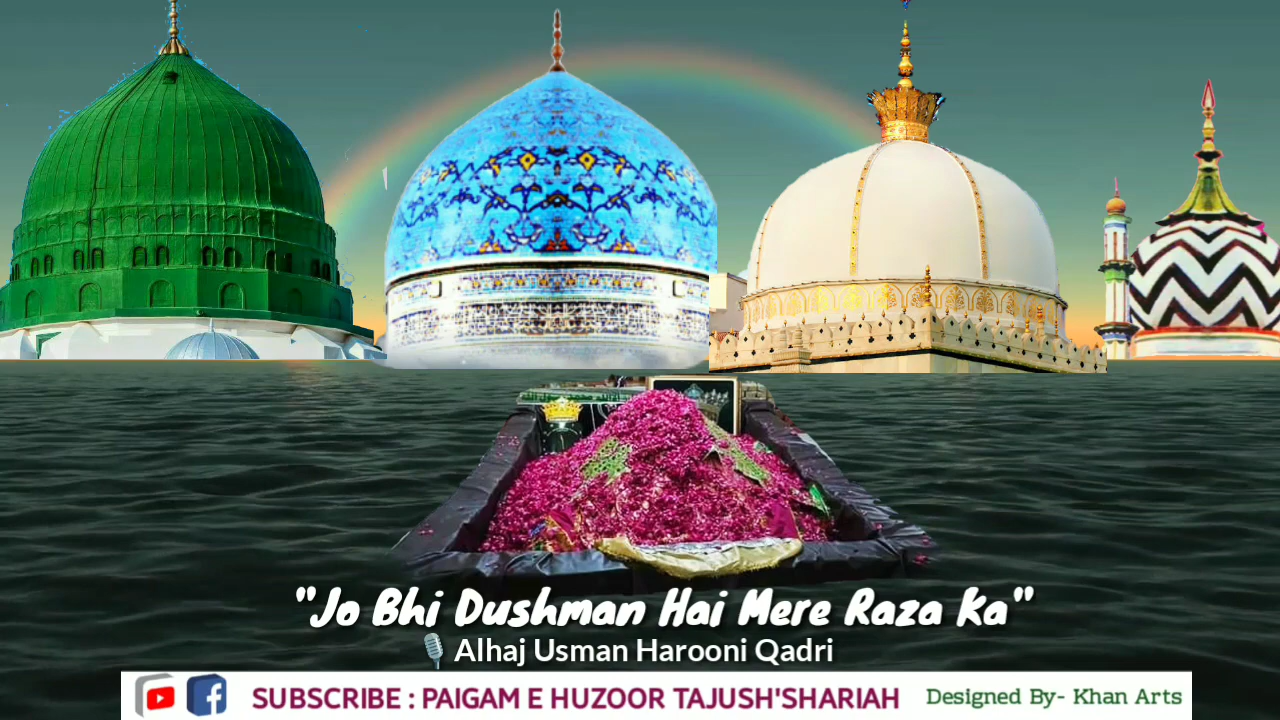 "Jo Bhi Dushman Hai Mere Raza Ka"
Alhaj Usman Harooni Qadri
SUBSCRIBE : PAIGAM E HUZOOR TAJUSH'SHARIAH
Designed By- Khan Arts